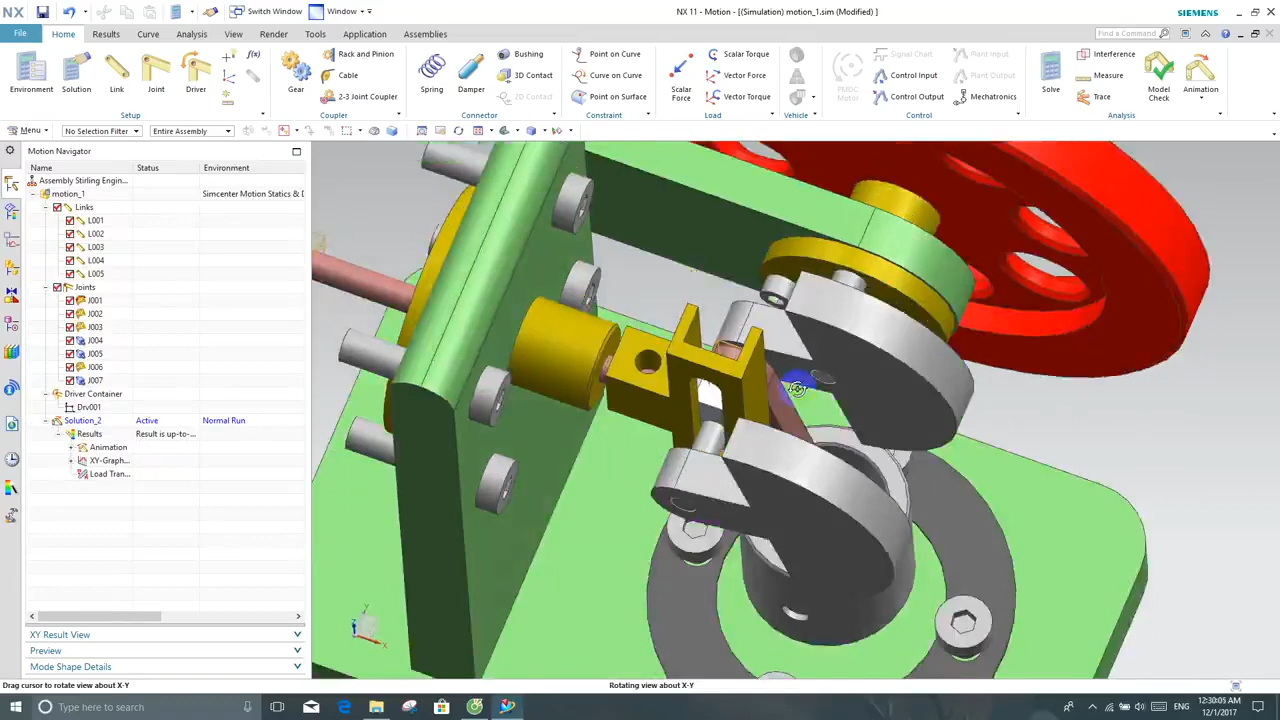 NX
Switch Window
Window
NX 11 - Motion - [(Simulation) motion_1.sim (Modified) ]
SIEMENS
File
Home
Results
Curve
Analysis
View
Render
Tools
Application
Assemblies
Find a Command
Environment
Solution
Link
Joint
Driver
f(x)
Setup
Gear
Rack and Pinion
Cable
2-3 Joint Coupler
Coupler
Spring
Damper
Bushing
3D Contact
2D Contact
Connector
Point on Curve
Curve on Curve
Point on Surface
Constraint
Scalar
Force
Scalar Torque
Vector Force
Vector Torque
Load
Vehicle
PMDC
Motor
Signal Chart
Control Input
Control Output
Plant Input
Plant Output
Mechatronics
Control
Solve
Interference
Measure
Trace
Model
Check
Animation
Analysis
Menu
No Selection Filter
Entire Assembly
Motion Navigator
Name
Status
Environment
Assembly Stirling Engin...
motion_1
Simcenter Motion Statics & D
Links
L001
L002
L003
L004
L005
Joints
J001
J002
J003
J004
J005
J006
J007
Driver Container
Drv001
Solution_2
Active
Normal Run
Results
Result is up-to-...
Animation
XY-Graph...
Load Tran...
XY Result View
Preview
Mode Shape Details
Y
X
Drag cursor to rotate view about X-Y
Rotating view about X-Y
Type here to search
ENG
12:30:05 AM
12/1/2017